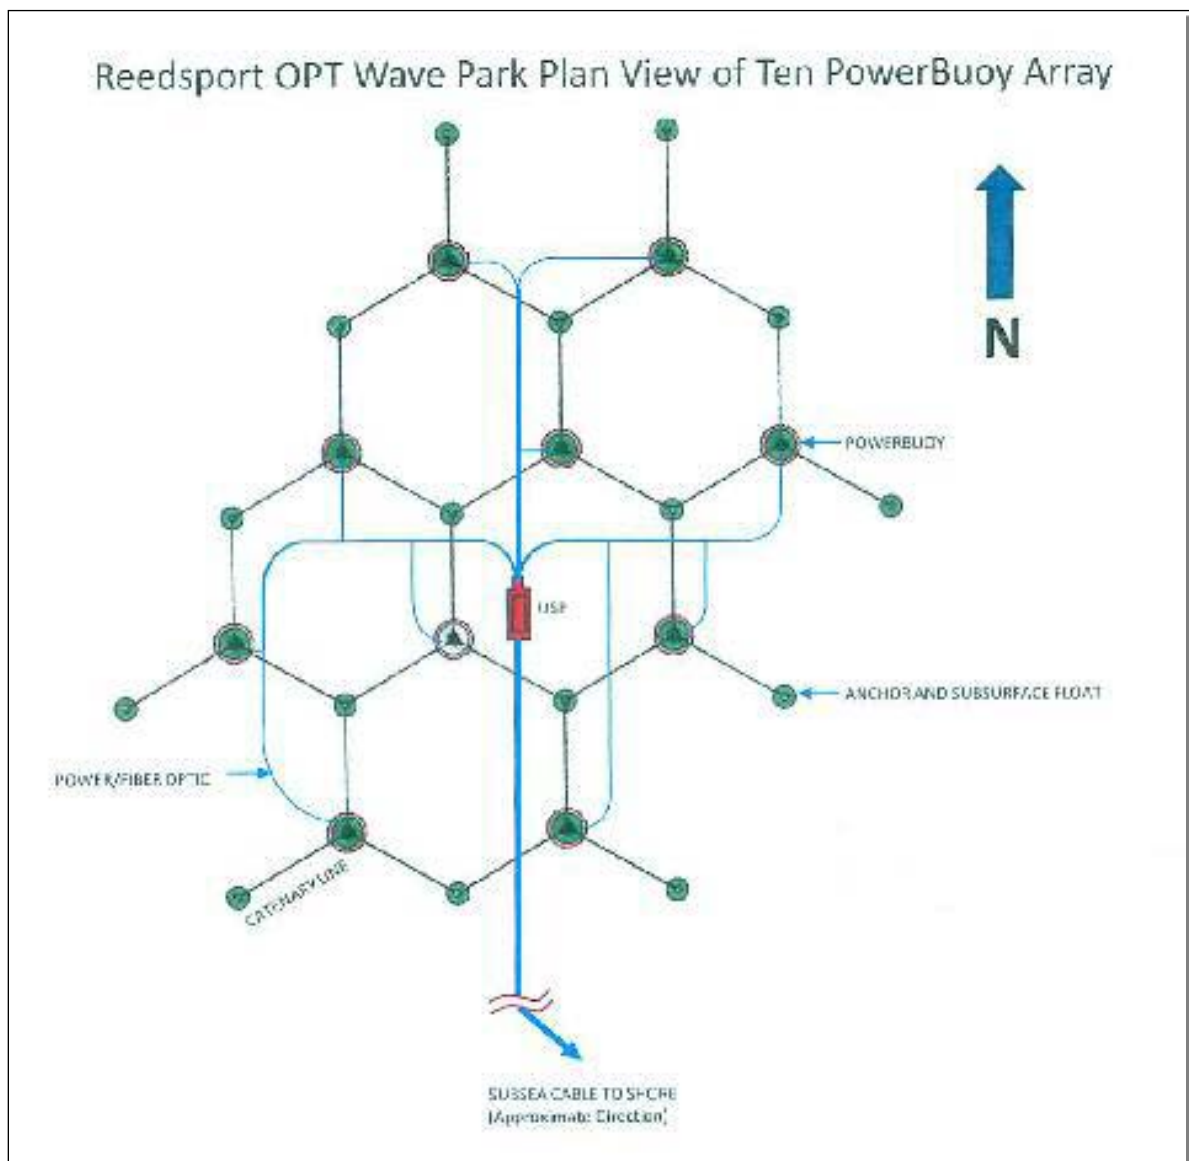 Reedsport OPT Wave Park Plan View of Ten PowerBuoy Array
N
POWERBUOY
USP
ANCHOR AND SUBSURFACE FLOAT
POWER/FIBER OPTIC
CATENARY LINE
SUBSEA CABLE TO SHORE
(Approximate Direction)